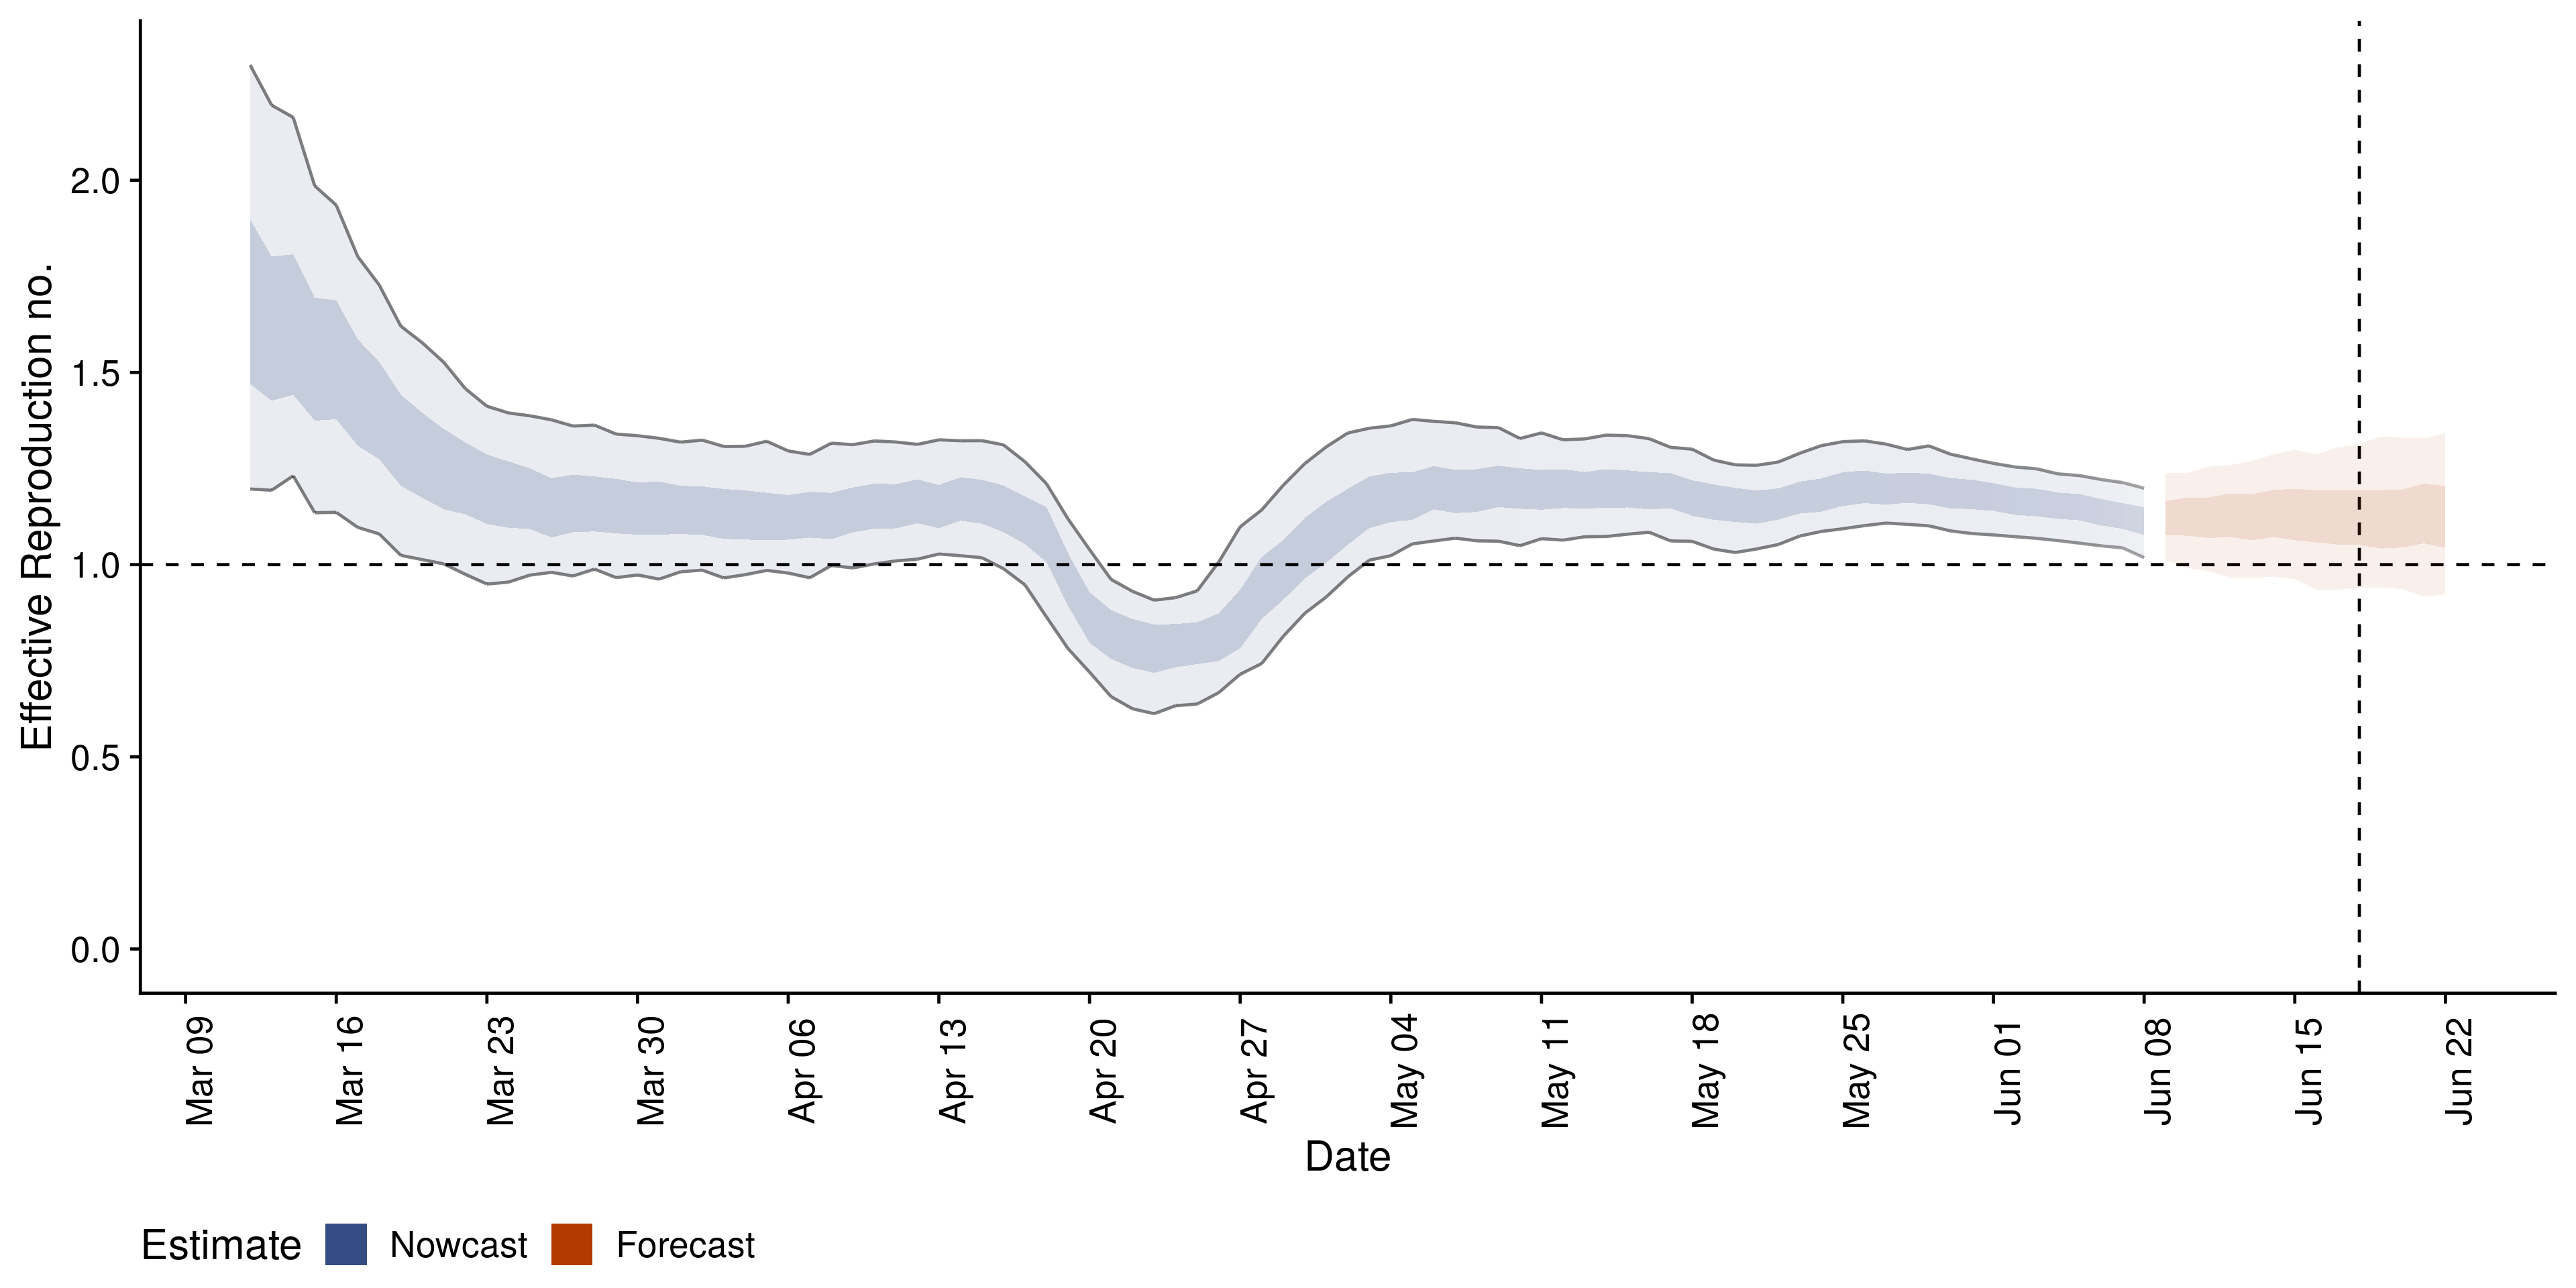 Effective Reproduction no.
2.0
1.5
1.0
0.5
0.0
Mar 09
Mar 16
Mar 23
Mar 30
Apr 06
Apr 13
Apr 20
Apr 27
May 04
May 11
May 18
May 25
Jun 01
Jun 08
Jun 15
Jun 22
Date
Estimate Nowcast Forecast